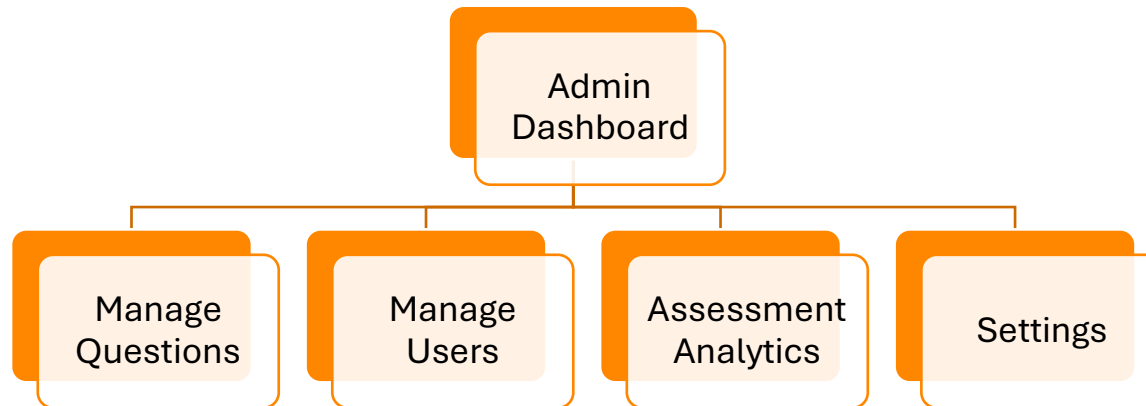 Admin
Dashboard
Manage
Questions
Manage
Users
Assessment
Analytics
Settings